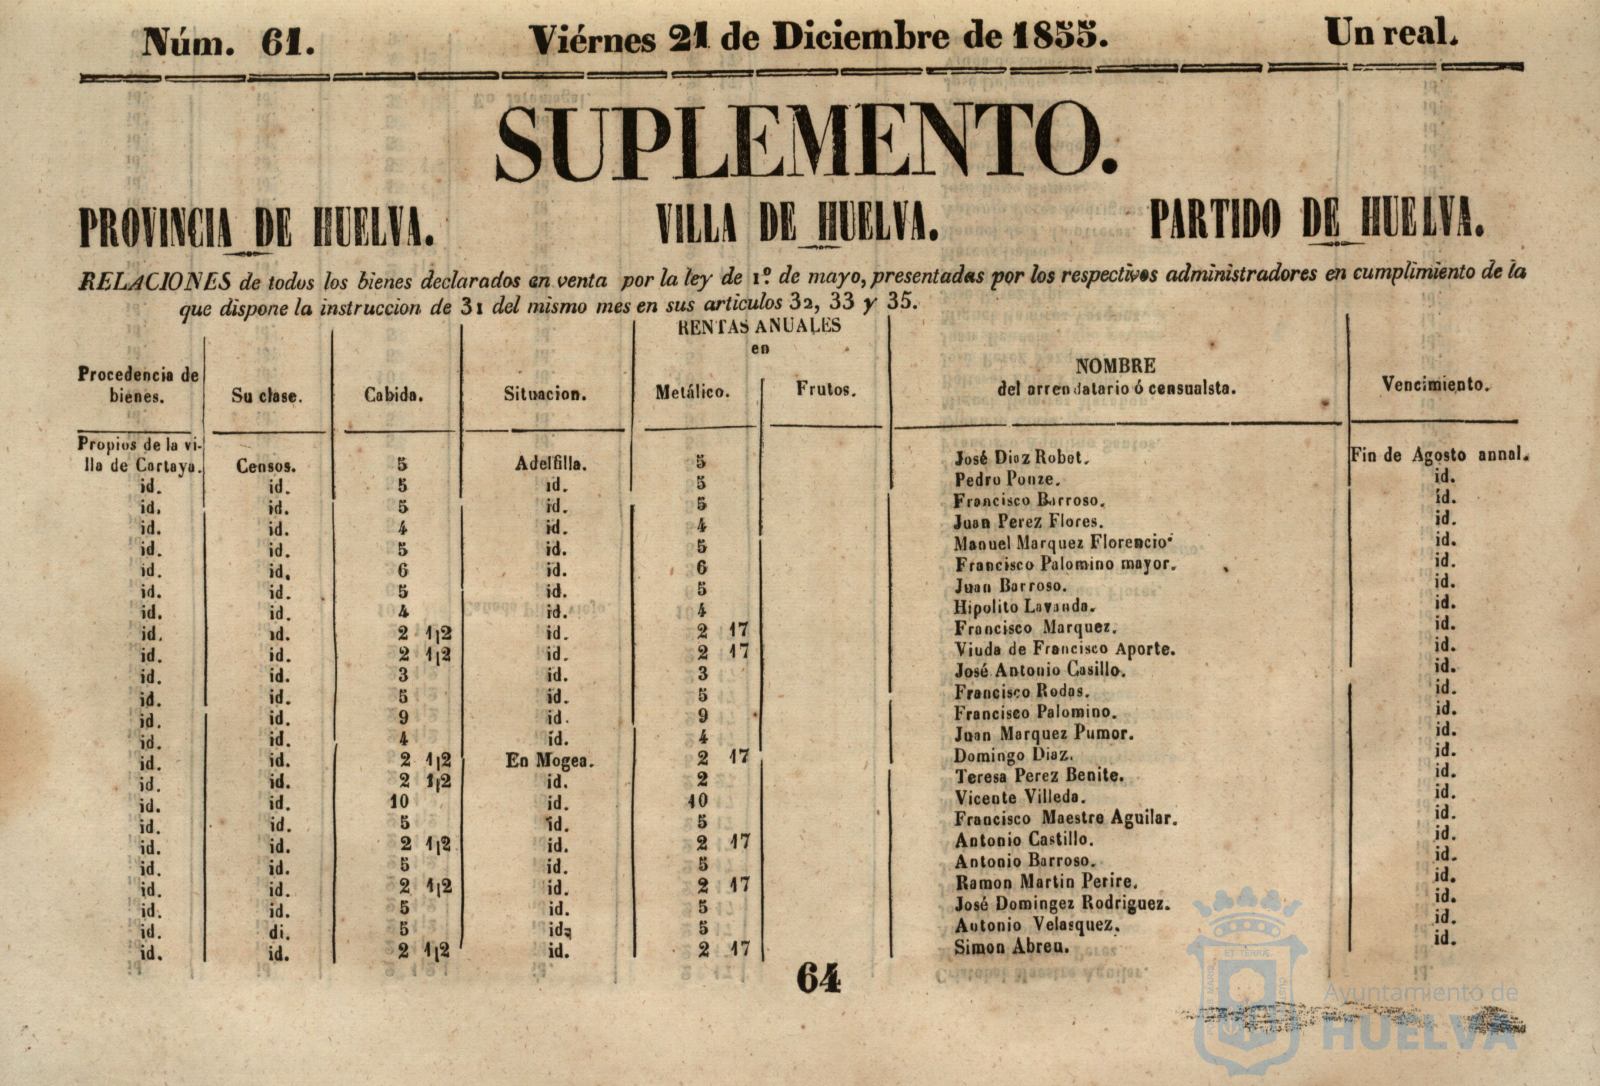 Núm. 61. Viérnes 21 de Diciembre de 1855. Un real.
SUPLEMENTO.
PROVINCIA DE HUELVA. VILLA DE HUELVA. PARTIDO DE HUELVA.
RELACIONES de todos los bienes declarados en venta por la ley de 1º. de mayo, presentadas por los respectivos administradores en cumplimiento de la
que dispone la instruccion de 31 del mismo mes en sus articulos 32, 33 y 35.
RENTAS ANUALES
en
Procedencia de bienes. Su clase. Cabida. Situacion. Metálico. Frutos. NOMBRE del arrendatario ó censualsta. Vencimiento.
Propios de la vi-
lla de Cartaya. Censos. 5 Adelfilla. 5 José Diaz Robot. Fin de Agosto annal.
id. id. 5 id. 5 Pedro Ponze. id.
id. id. 5 id. 5 Francisco Barroso. id.
id. id. 4 id. 4 Juan Perez Flores. id.
id. id. 5 id. 5 Manuel Marquez Florencio. id.
id. id. 6 id. 6 Francisco Palomino mayor. id.
id. id. 5 id. 5 Juan Barroso. id.
id. id. 4 id. 4 Hipolito Lavanda. id.
id. id. 2 1|2 id. 2 17 Francisco Marquez. id.
id. id. 2 1|2 id. 2 17 Viuda de Francisco Aporte. id.
id. id. 3 id. 3 José Antonio Casillo. id.
id. id. 5 id. 5 Francisco Rodas. id.
id. id. 9 id. 9 Francisco Palomino. id.
id. id. 4 id. 4 Juan Marquez Pumor. id.
id. id. 2 1|2 En Mogea. 2 17 Domingo Diaz. id.
id. id. 2 1|2 id. 2 Teresa Perez Benite. id.
id. id. 10 id. 10 Vicente Villeda. id.
id. id. 5 id. 5 Francisco Maestre Aguilar. id.
id. id. 2 1|2 id. 2 17 Antonio Castillo. id.
id. id. 5 id. 5 Antonio Barroso. id.
id. id. 2 1|2 id. 2 17 Ramon Martin Perire. id.
id. id. 5 id. 5 José Domingez Rodriguez. id.
id. di. 5 id. 5 Antonio Velasquez. id.
id. id. 2 1|2 id. 2 17 Simon Abreu. id.
64
Ayuntamiento de
HUELVA